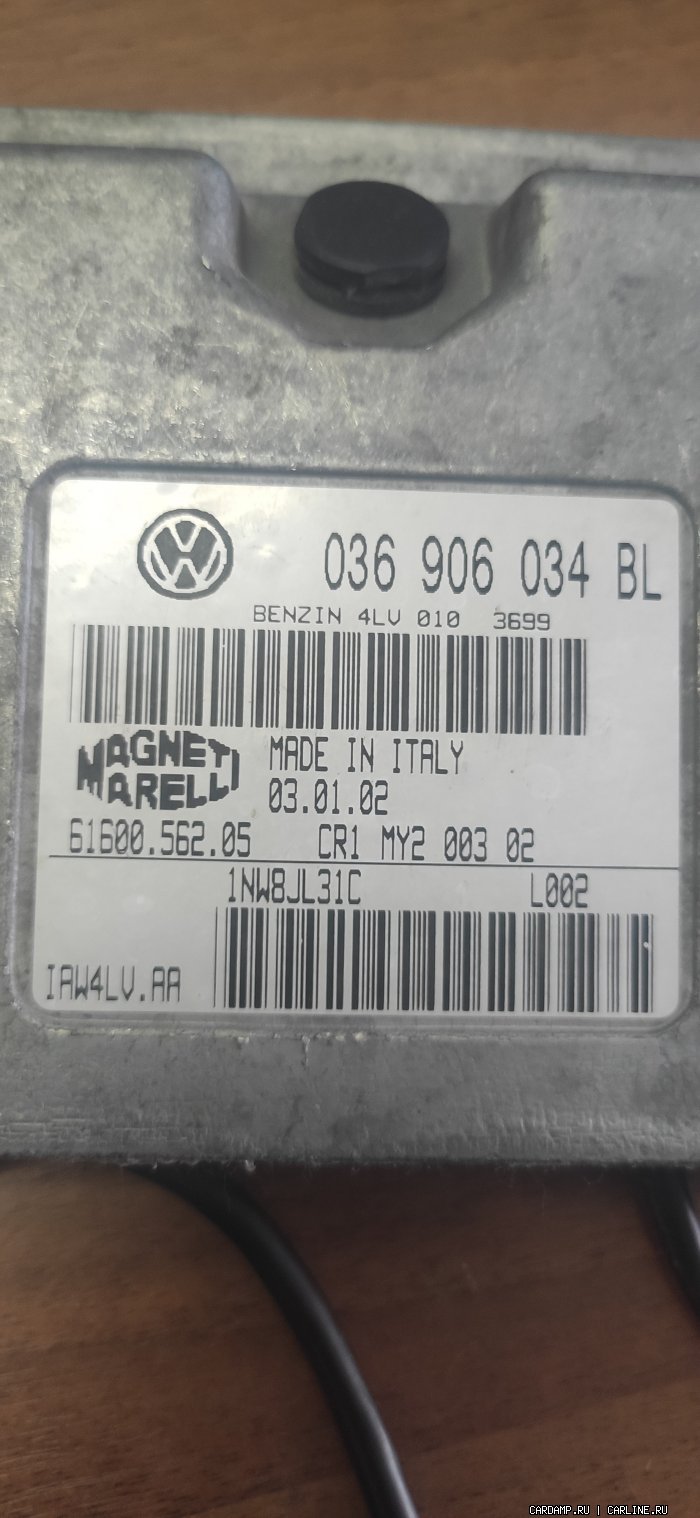 036 906 034 BL
BENZIN 4LV 010 3699
MAGNETI MARELLI
MADE IN ITALY
03.01.02
61600.562.05 CR1 MY2 003 02
1NW8JL31C L002
IAW4LV.AA
CARDAMP.RU | CARLINE.RU